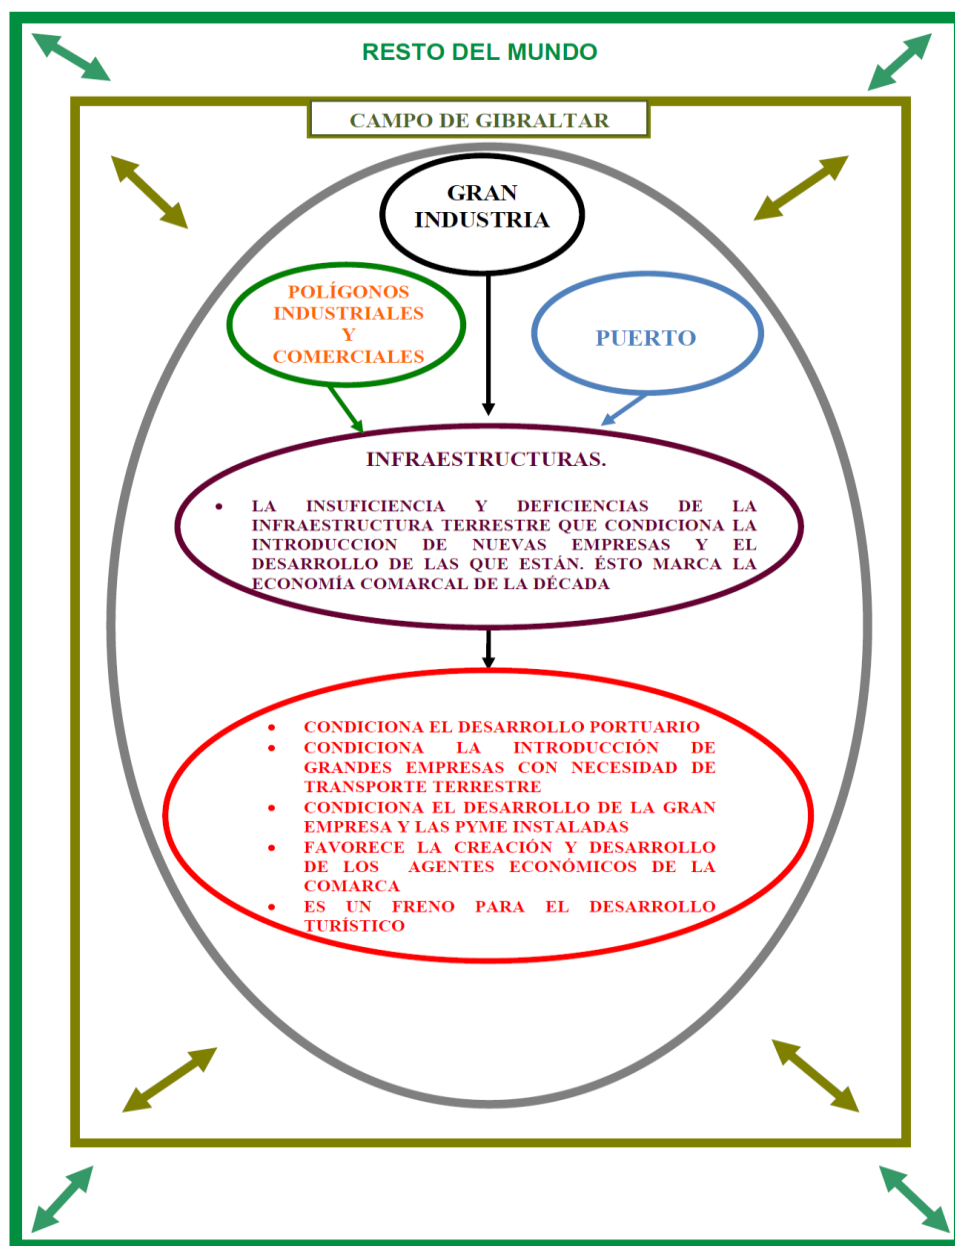 RESTO DEL MUNDO
CAMPO DE GIBRALTAR
GRAN
INDUSTRIA
POLÍGONOS
INDUSTRIALES
Y
COMERCIALES
PUERTO
INFRAESTRUCTURAS.
• LA INSUFICIENCIA Y DEFICIENCIAS DE LA
INFRAESTRUCTURA TERRESTRE QUE CONDICIONA LA
INTRODUCCION DE NUEVAS EMPRESAS Y EL
DESARROLLO DE LAS QUE ESTÁN. ÉSTO MARCA LA
ECONOMÍA COMARCAL DE LA DÉCADA
• CONDICIONA EL DESARROLLO PORTUARIO
• CONDICIONA LA INTRODUCCIÓN DE
GRANDES EMPRESAS CON NECESIDAD DE
TRANSPORTE TERRESTRE
• CONDICIONA EL DESARROLLO DE LA GRAN
EMPRESA Y LAS PYME INSTALADAS
• FAVORECE LA CREACIÓN Y DESARROLLO
DE LOS AGENTES ECONÓMICOS DE LA
COMARCA
• ES UN FRENO PARA EL DESARROLLO
TURÍSTICO